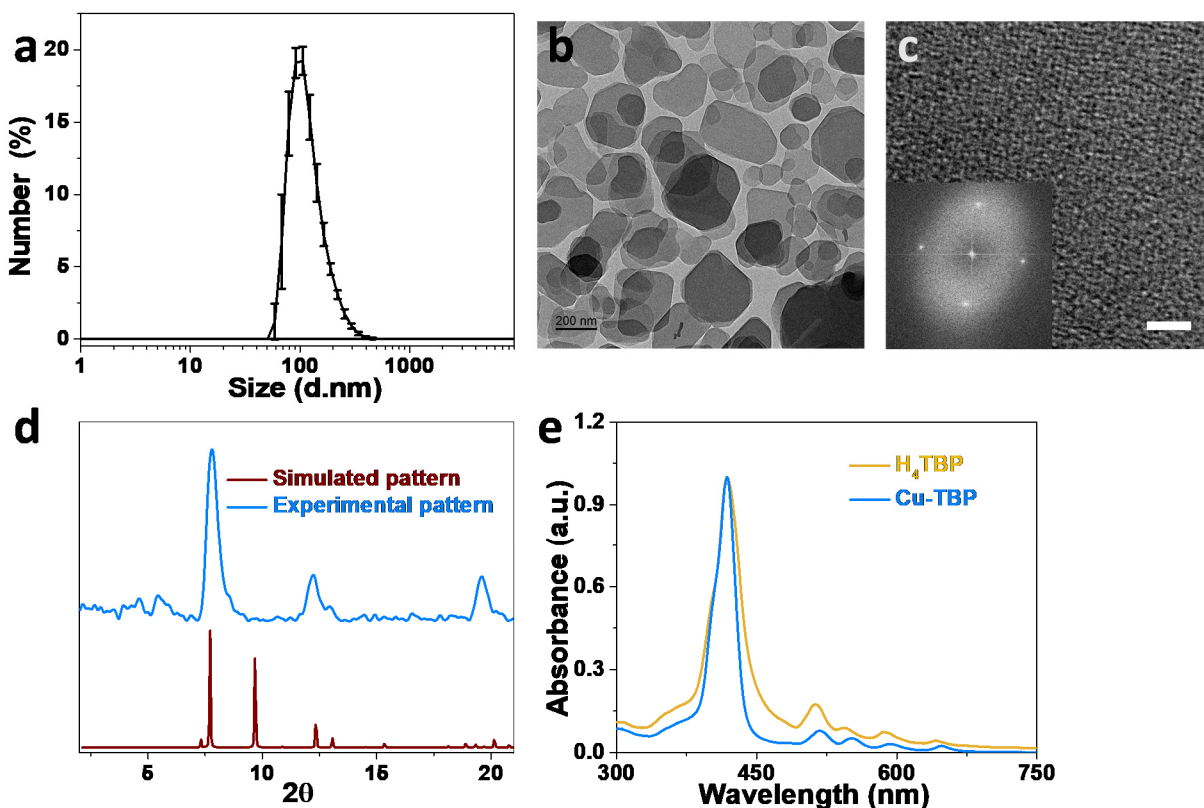 a
20
15
10
5
0
Number (%)
1
10
100
1000
Size (d.nm)
b
200 nm
c
d
Simulated pattern
Experimental pattern
5
10
15
20
2θ
e
1.2
0.9
0.6
0.3
0.0
Absorbance (a.u.)
H₄TBP
Cu-TBP
300
450
600
750
Wavelength (nm)